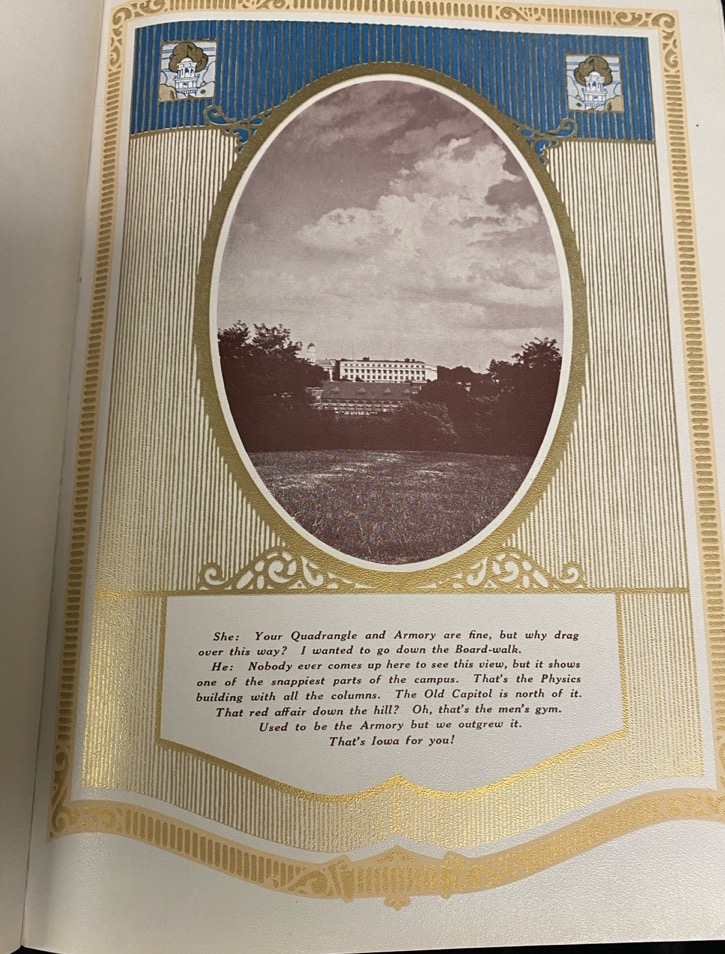 She: Your Quadrangle and Armory are fine, but why drag
over this way? I wanted to go down the Board-walk.
He: Nobody ever comes up here to see this view, but it shows
one of the snappiest parts of the campus. That's the Physics
building with all the columns. The Old Capitol is north of it.
That red affair down the hill? Oh, that's the men's gym.
Used to be the Armory but we outgrew it.
That's Iowa for you!